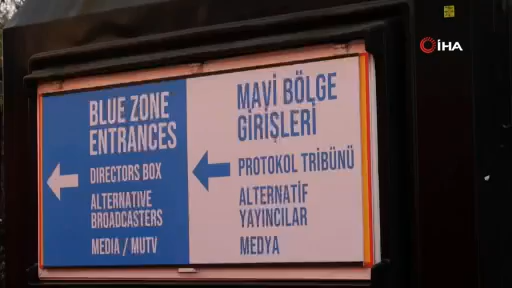 İHA
BLUE ZONE
ENTRANCES
DIRECTORS BOX
ALTERNATIVE
BROADCASTERS
MEDIA / MUTV
MAVİ BÖLGE
GİRİŞLERİ
PROTOKOL TRİBÜNÜ
ALTERNATİF
YAYINCILAR
MEDYA